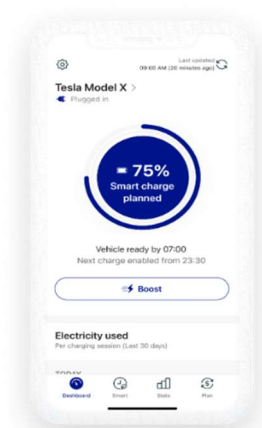 Last updated
09:60 AM (20 minutes ago)
Tesla Model X >
Plugged in
75%
Smart charge
planned
Vehicle ready by 07:00
Next charge enabled from 23:30
Boost
Electricity used
Per charging session (Last 30 days)
TODAY
Dashboard
Smart
Stats
Plan